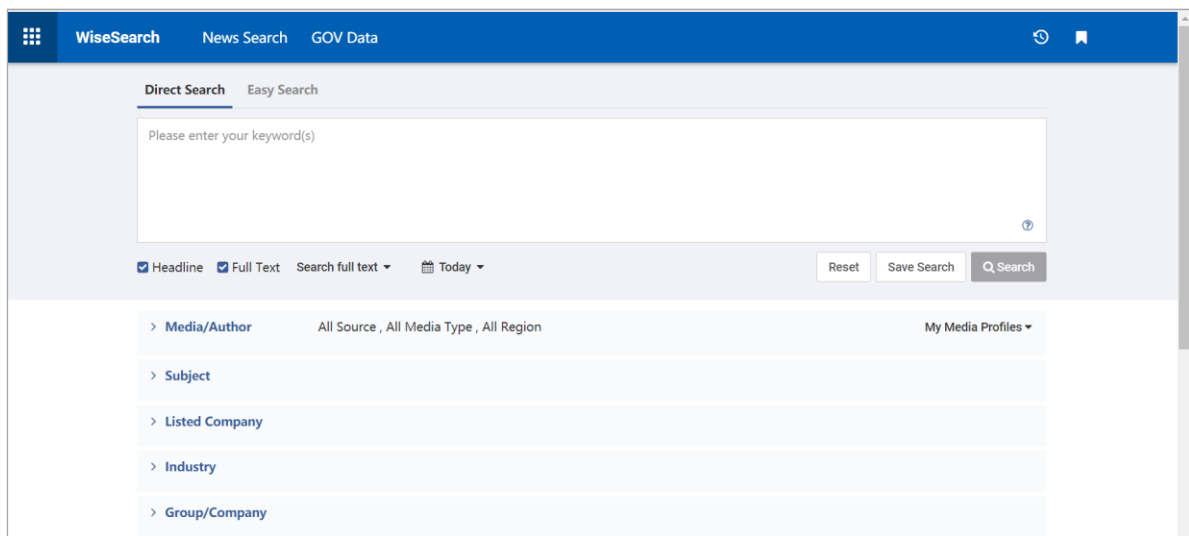 WiseSearch News Search GOV Data
Direct Search Easy Search
Please enter your keyword(s)
Headline Full Text Search full text Today Reset Save Search Search
Media/Author All Source , All Media Type , All Region My Media Profiles
Subject
Listed Company
Industry
Group/Company